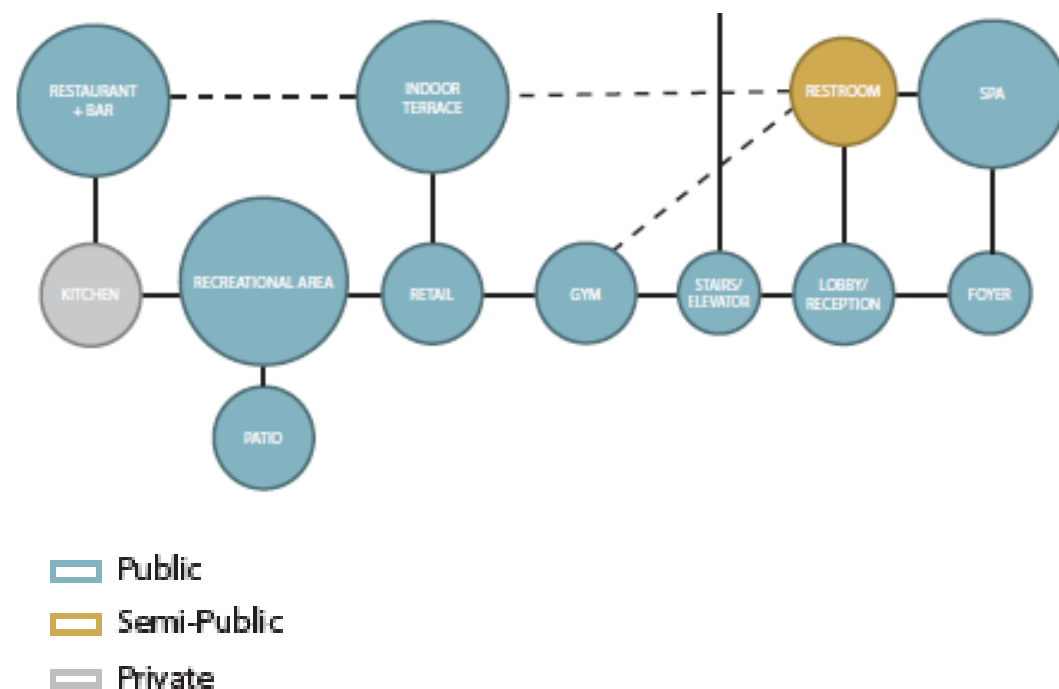 RESTAURANT
+ BAR
INDOOR
TERRACE
RESTROOM
SPA
KITCHEN
RECREATIONAL AREA
RETAIL
GYM
STAIRS/
ELEVATOR
LOBBY/
RECEPTION
FOYER
PATIO
Public
Semi-Public
Private